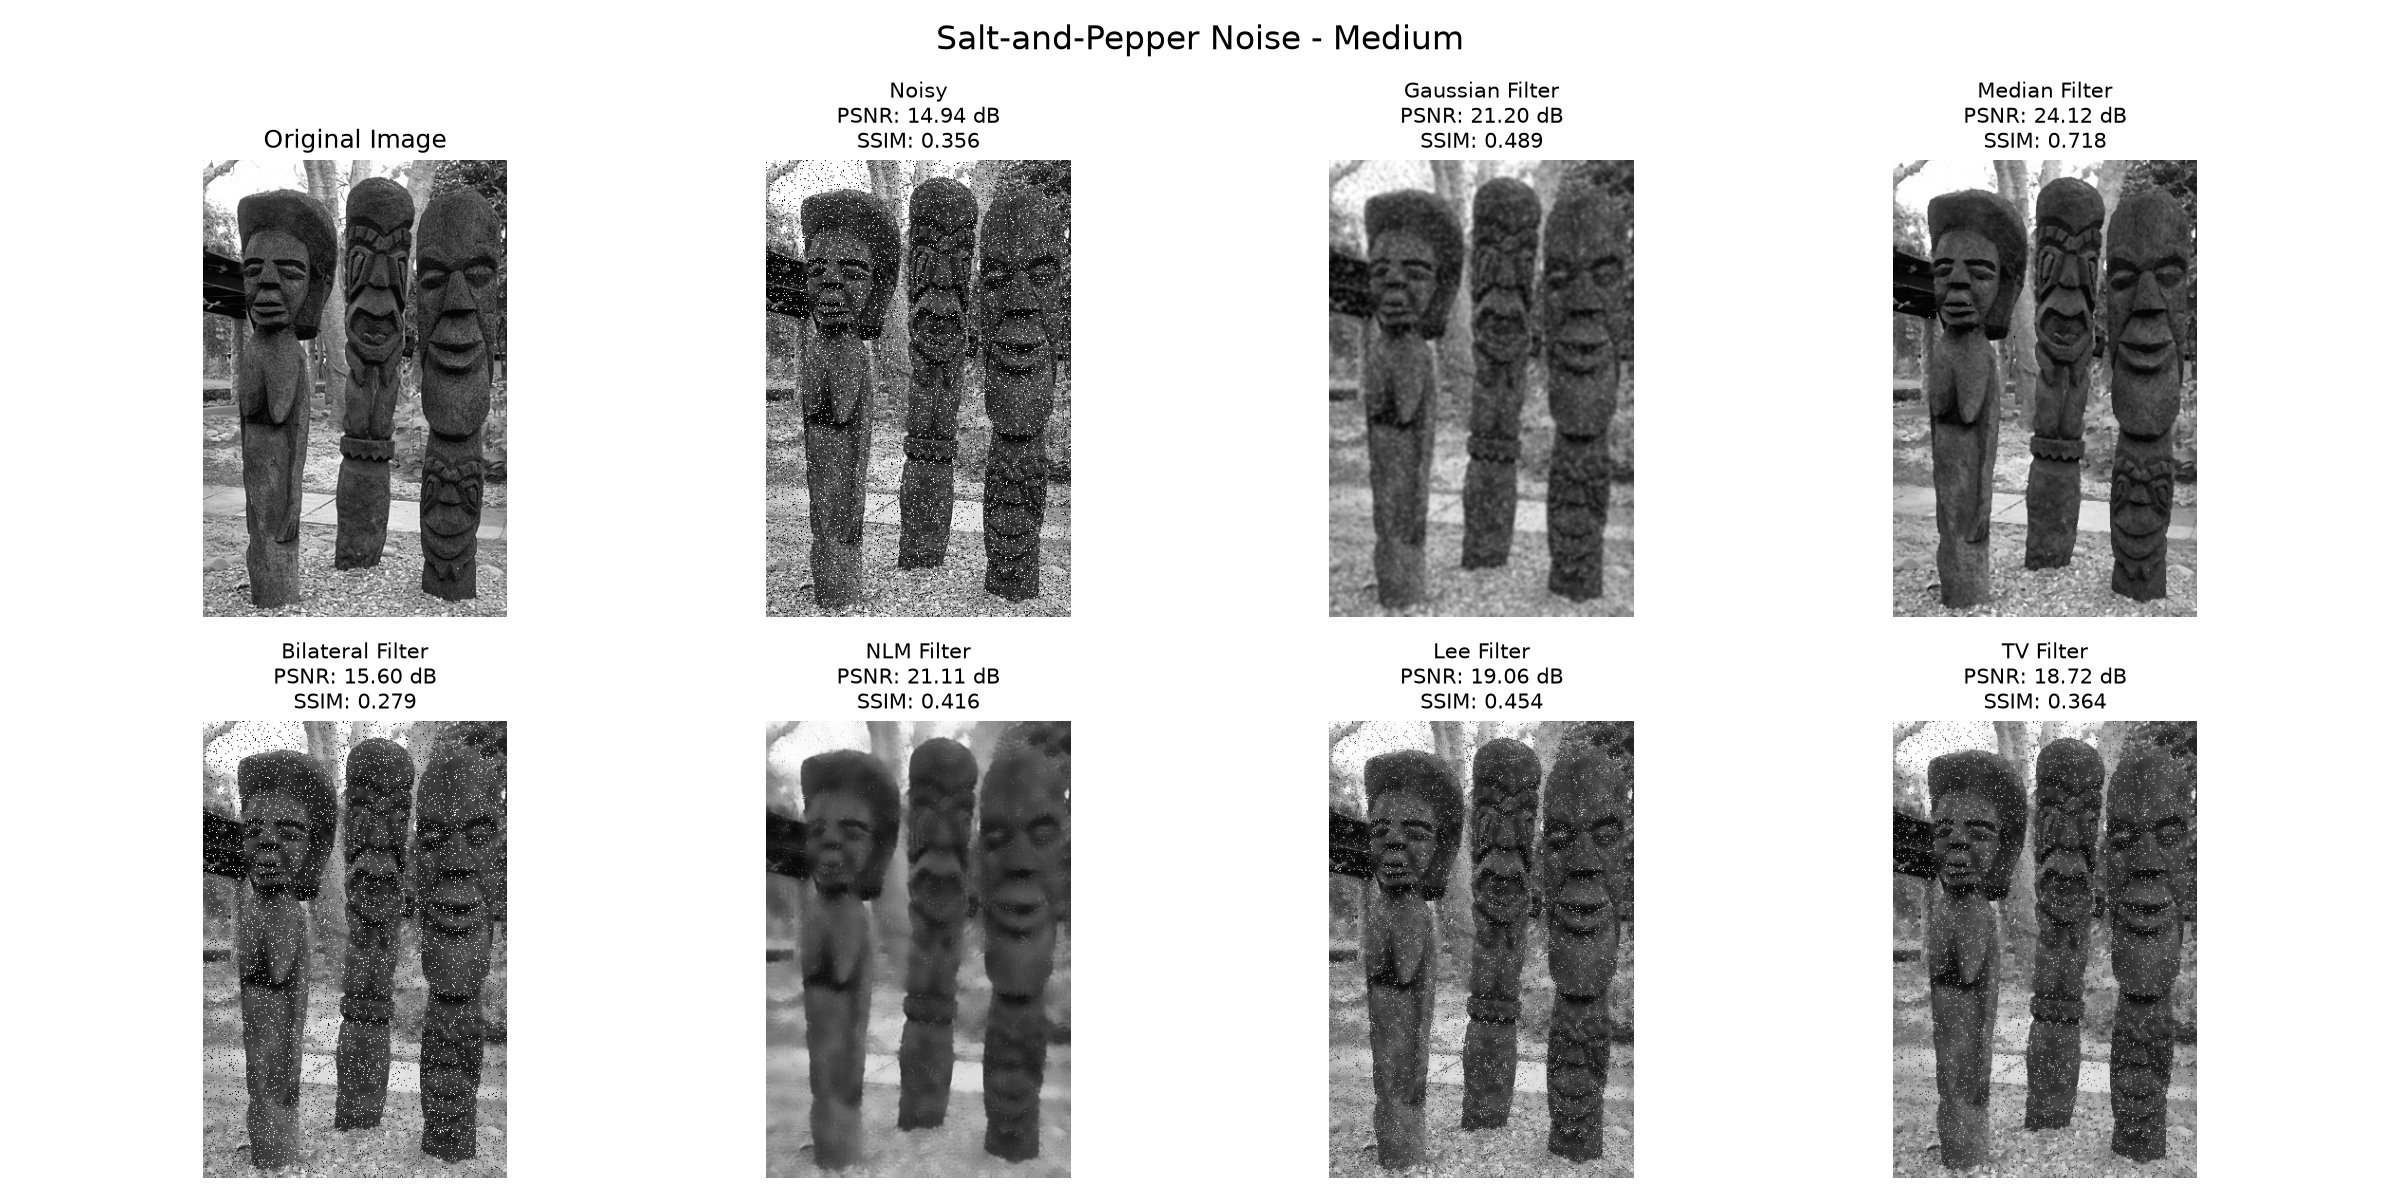 Salt-and-Pepper Noise - Medium
Original Image
Noisy
PSNR: 14.94 dB
SSIM: 0.356
Gaussian Filter
PSNR: 21.20 dB
SSIM: 0.489
Median Filter
PSNR: 24.12 dB
SSIM: 0.718
Bilateral Filter
PSNR: 15.60 dB
SSIM: 0.279
NLM Filter
PSNR: 21.11 dB
SSIM: 0.416
Lee Filter
PSNR: 19.06 dB
SSIM: 0.454
TV Filter
PSNR: 18.72 dB
SSIM: 0.364